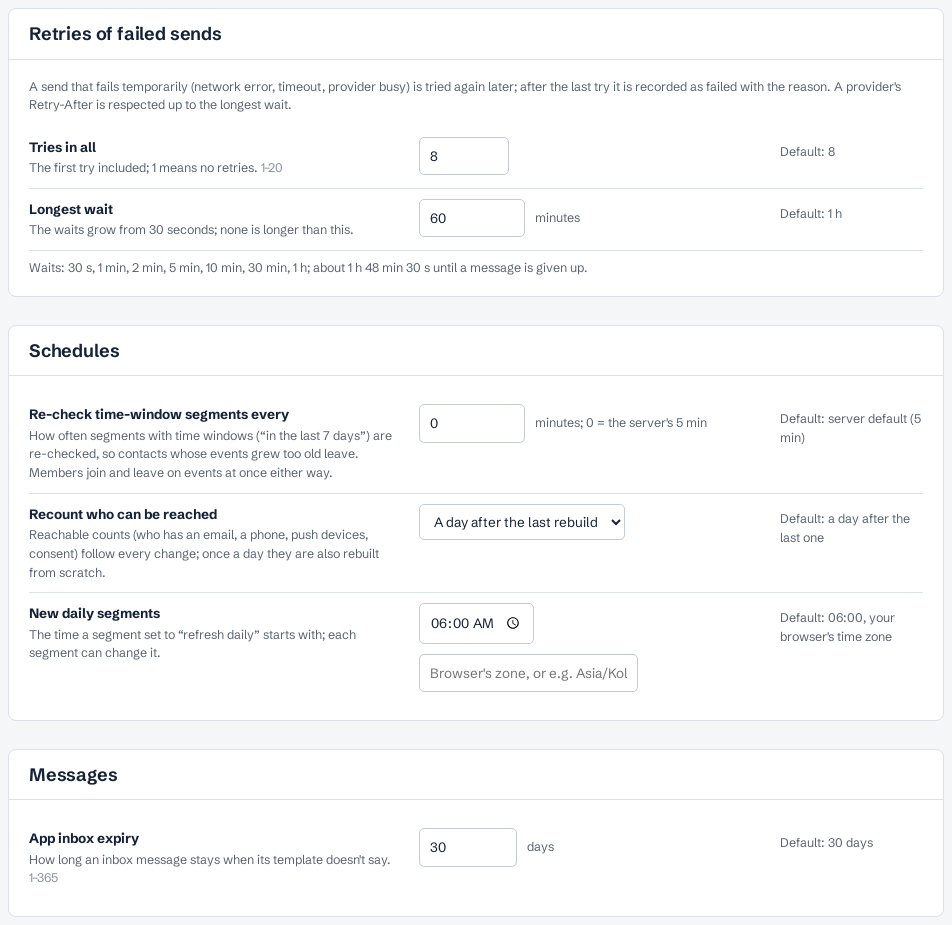 Retries of failed sends
A send that fails temporarily (network error, timeout, provider busy) is tried again later; after the last try it is recorded as failed with the reason. A provider's
Retry-After is respected up to the longest wait.
Tries in all
The first try included; 1 means no retries. 1–20
8
Default: 8
Longest wait
The waits grow from 30 seconds; none is longer than this.
60 minutes
Default: 1 h
Waits: 30 s, 1 min, 2 min, 5 min, 10 min, 30 min, 1 h; about 1 h 48 min 30 s until a message is given up.
Schedules
Re-check time-window segments every
How often segments with time windows (“in the last 7 days”) are
re-checked, so contacts whose events grew too old leave.
Members join and leave on events at once either way.
0 minutes; 0 = the server's 5 min
Default: server default (5
min)
Recount who can be reached
Reachable counts (who has an email, a phone, push devices,
consent) follow every change; once a day they are also rebuilt
from scratch.
A day after the last rebuild
Default: a day after the
last one
New daily segments
The time a segment set to “refresh daily” starts with; each
segment can change it.
06:00 AM
Browser's zone, or e.g. Asia/Kol
Default: 06:00, your
browser's time zone
Messages
App inbox expiry
How long an inbox message stays when its template doesn't say.
1–365
30 days
Default: 30 days